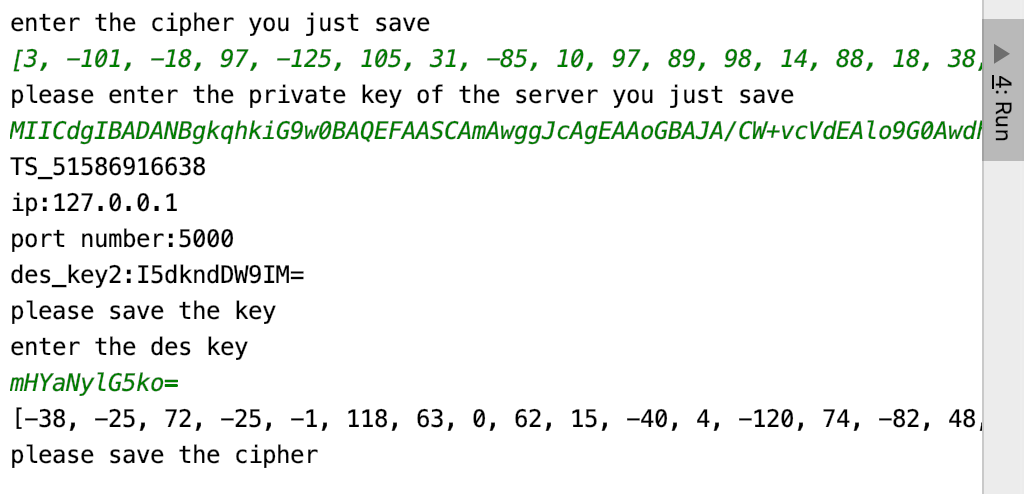 enter the cipher you just save
[3, -101, -18, 97, -125, 105, 31, -85, 10, 97, 89, 98, 14, 88, 18, 38,
please enter the private key of the server you just save
MIICdgIBADANBgkqhkiG9w0BAQEFAASCAmAwggJcAgEAAoGBAJA/CW+vcVdEAlo9G0Awdh
TS_51586916638
ip:127.0.0.1
port number:5000
des_key2:I5dkndDW9IM=
please save the key
enter the des key
mHYaNylG5ko=
[-38, -25, 72, -25, -1, 118, 63, 0, 62, 15, -40, 4, -120, 74, -82, 48,
please save the cipher
4: Run